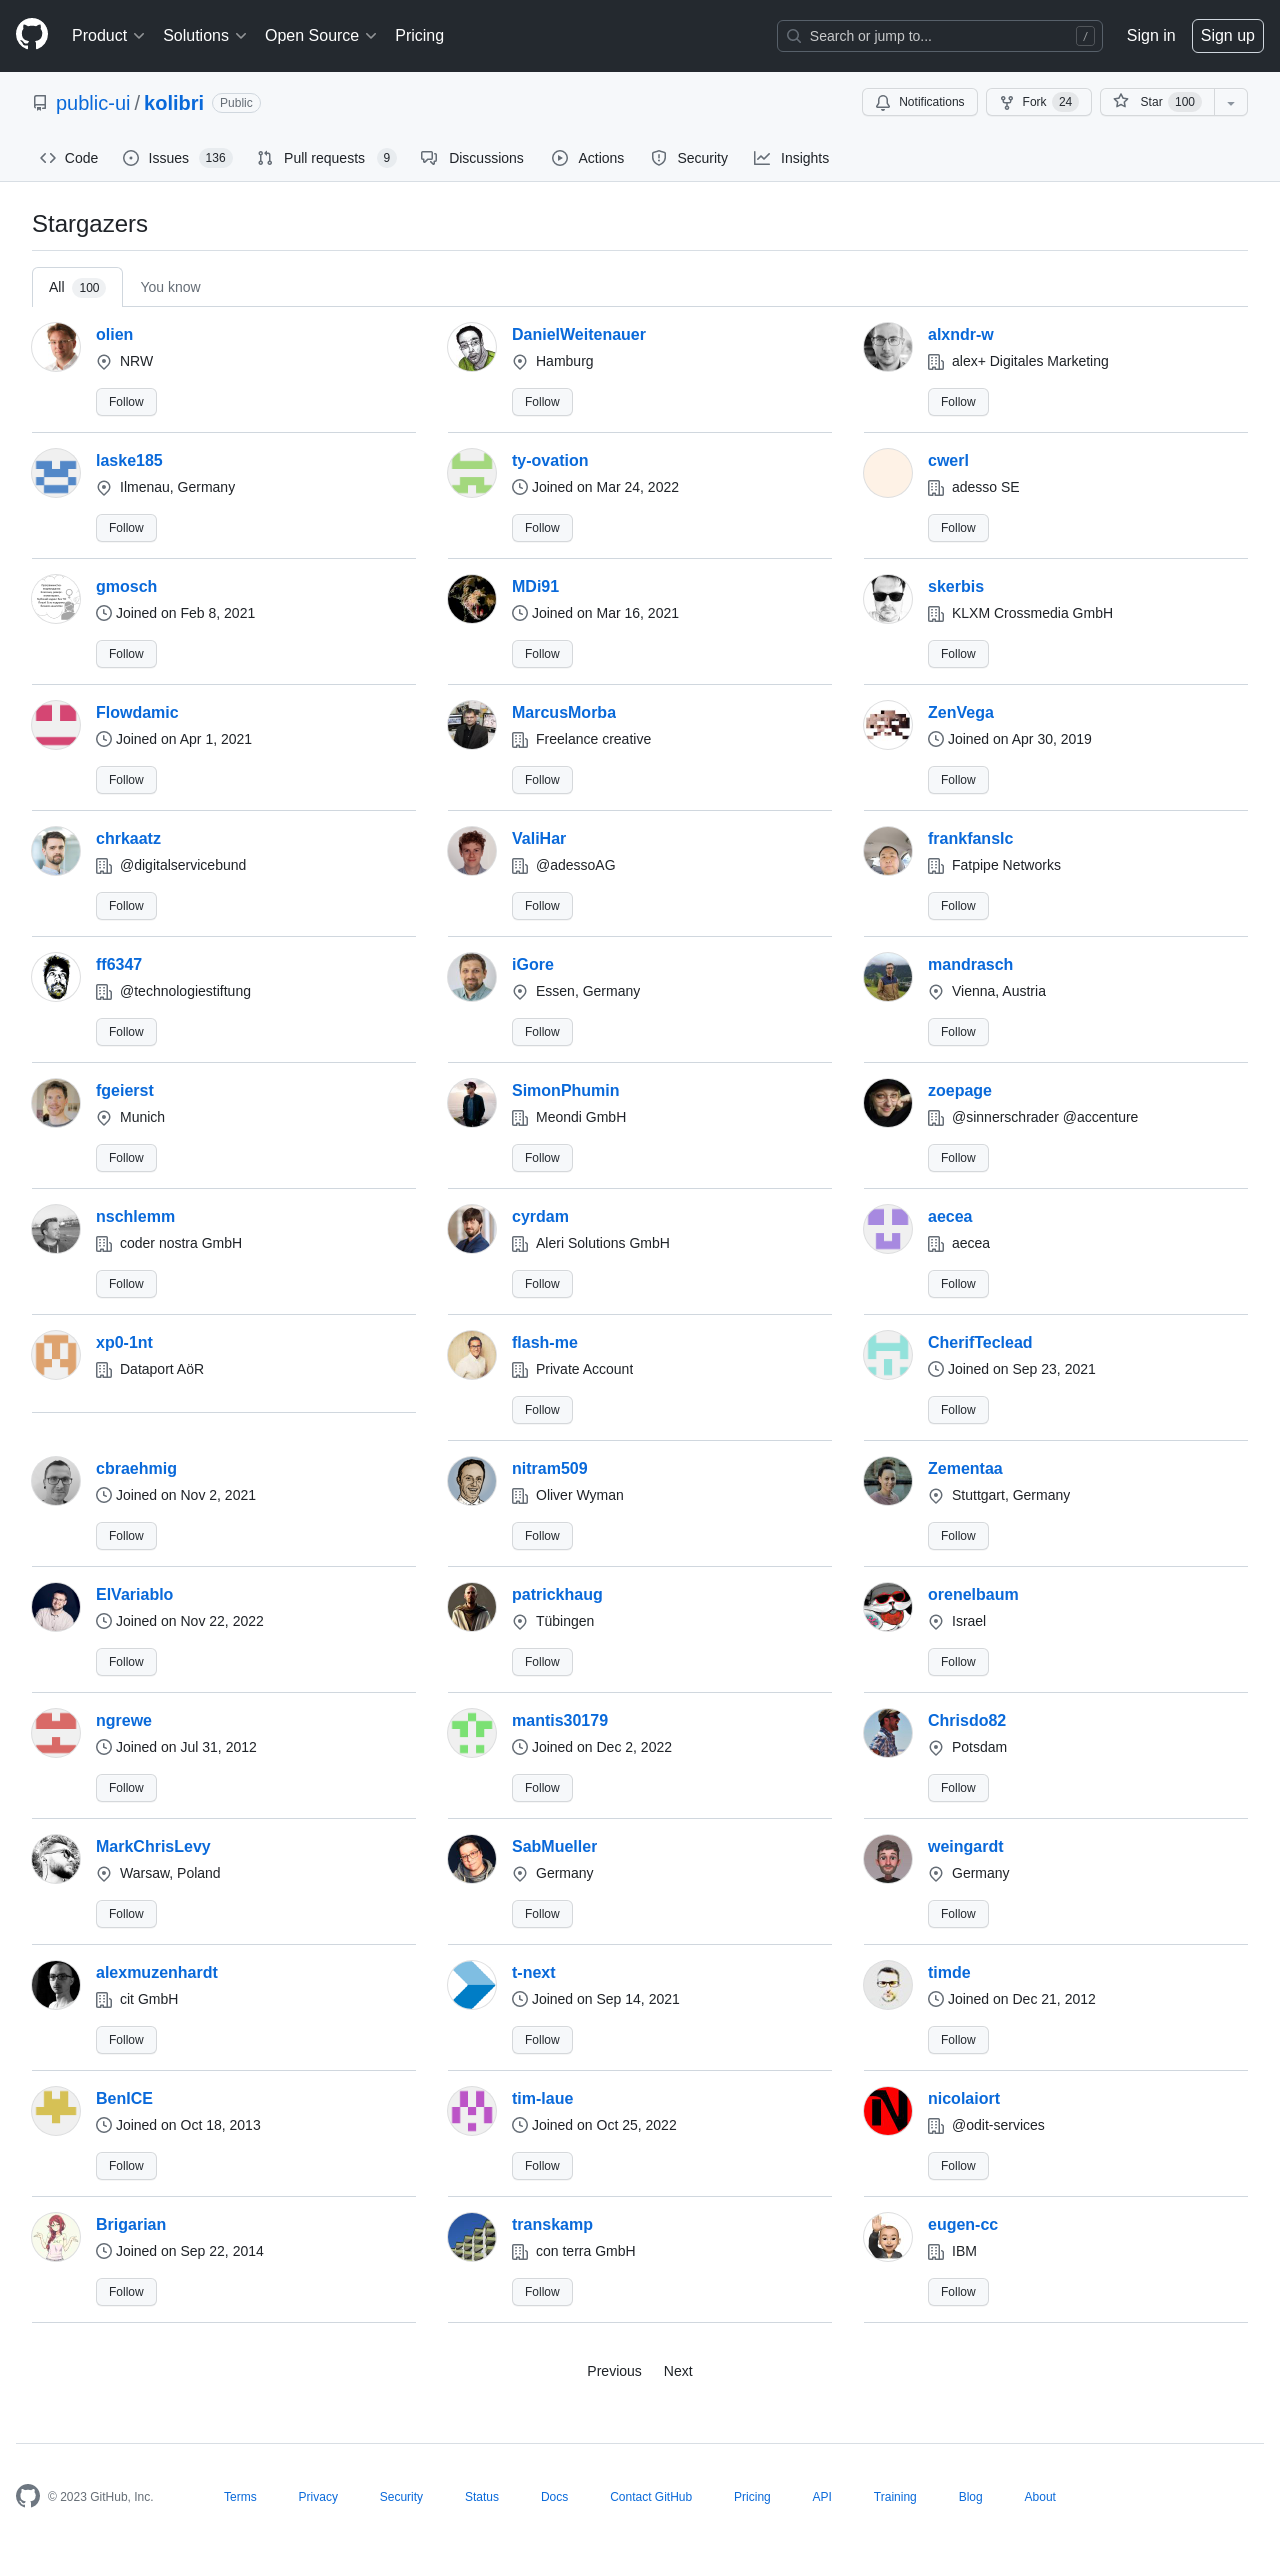 Product Solutions Open Source Pricing Search or jump to... / Sign in Sign up
public-ui / kolibri Public Notifications Fork 24 Star 100
Code Issues 136 Pull requests 9 Discussions Actions Security Insights
Stargazers
All 100 You know
olien DanielWeitenauer alxndr-w
NRW Hamburg alex+ Digitales Marketing
Follow Follow Follow
laske185 ty-ovation cwerl
Ilmenau, Germany Joined on Mar 24, 2022 adesso SE
Follow Follow Follow
gmosch MDi91 skerbis
Joined on Feb 8, 2021 Joined on Mar 16, 2021 KLXM Crossmedia GmbH
Follow Follow Follow
Flowdamic MarcusMorba ZenVega
Joined on Apr 1, 2021 Freelance creative Joined on Apr 30, 2019
Follow Follow Follow
chrkaatz ValiHar frankfanslc
@digitalservicebund @adessoAG Fatpipe Networks
Follow Follow Follow
ff6347 iGore mandrasch
@technologiestiftung Essen, Germany Vienna, Austria
Follow Follow Follow
fgeierst SimonPhumin zoepage
Munich Meondi GmbH @sinnerschrader @accenture
Follow Follow Follow
nschlemm cyrdam aecea
coder nostra GmbH Aleri Solutions GmbH aecea
Follow Follow Follow
xp0-1nt flash-me CherifTeclead
Dataport AöR Private Account Joined on Sep 23, 2021
Follow Follow
cbraehmig nitram509 Zementaa
Joined on Nov 2, 2021 Oliver Wyman Stuttgart, Germany
Follow Follow Follow
ElVariablo patrickhaug orenelbaum
Joined on Nov 22, 2022 Tübingen Israel
Follow Follow Follow
ngrewe mantis30179 Chrisdo82
Joined on Jul 31, 2012 Joined on Dec 2, 2022 Potsdam
Follow Follow Follow
MarkChrisLevy SabMueller weingardt
Warsaw, Poland Germany Germany
Follow Follow Follow
alexmuzenhardt t-next timde
cit GmbH Joined on Sep 14, 2021 Joined on Dec 21, 2012
Follow Follow Follow
BenICE tim-laue nicolaiort
Joined on Oct 18, 2013 Joined on Oct 25, 2022 @odit-services
Follow Follow Follow
Brigarian transkamp eugen-cc
Joined on Sep 22, 2014 con terra GmbH IBM
Follow Follow Follow
Previous Next
© 2023 GitHub, Inc. Terms Privacy Security Status Docs Contact GitHub Pricing API Training Blog About